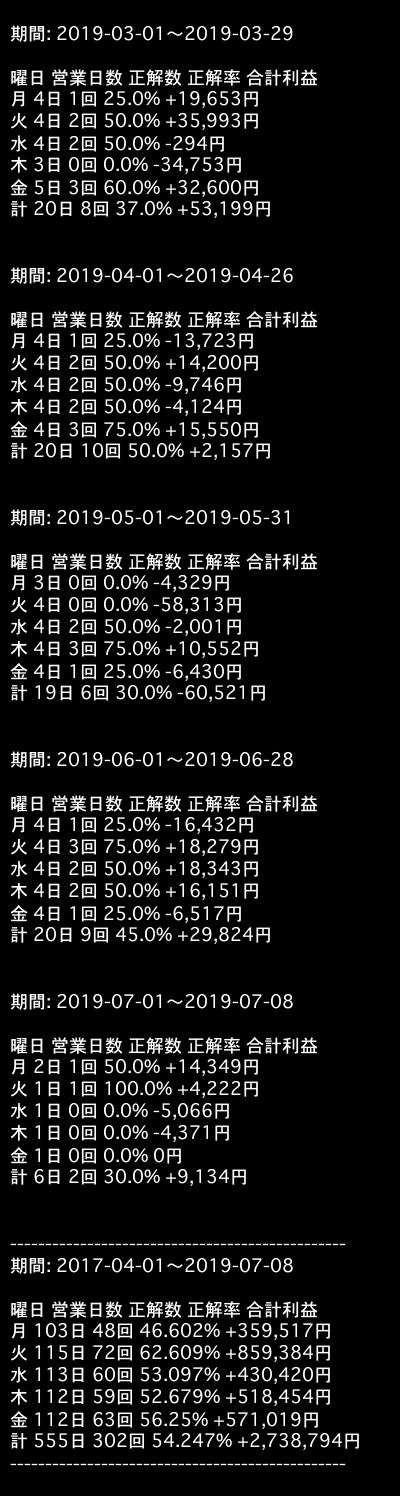 期間: 2019-03-01〜2019-03-29
曜日 営業日数 正解数 正解率 合計利益
月 4日 1回 25.0% +19,653円
火 4日 2回 50.0% +35,993円
水 4日 2回 50.0% -294円
木 3日 0回 0.0% -34,753円
金 5日 3回 60.0% +32,600円
計 20日 8回 37.0% +53,199円
期間: 2019-04-01〜2019-04-26
曜日 営業日数 正解数 正解率 合計利益
月 4日 1回 25.0% -13,723円
火 4日 2回 50.0% +14,200円
水 4日 2回 50.0% -9,746円
木 4日 2回 50.0% -4,124円
金 4日 3回 75.0% +15,550円
計 20日 10回 50.0% +2,157円
期間: 2019-05-01〜2019-05-31
曜日 営業日数 正解数 正解率 合計利益
月 3日 0回 0.0% -4,329円
火 4日 0回 0.0% -58,313円
水 4日 2回 50.0% -2,001円
木 4日 3回 75.0% +10,552円
金 4日 1回 25.0% -6,430円
計 19日 6回 30.0% -60,521円
期間: 2019-06-01〜2019-06-28
曜日 営業日数 正解数 正解率 合計利益
月 4日 1回 25.0% -16,432円
火 4日 3回 75.0% +18,279円
水 4日 2回 50.0% +18,343円
木 4日 2回 50.0% +16,151円
金 4日 1回 25.0% -6,517円
計 20日 9回 45.0% +29,824円
期間: 2019-07-01〜2019-07-08
曜日 営業日数 正解数 正解率 合計利益
月 2日 1回 50.0% +14,349円
火 1日 1回 100.0% +4,222円
水 1日 0回 0.0% -5,066円
木 1日 0回 0.0% -4,371円
金 1日 0回 0.0% 0円
計 6日 2回 30.0% +9,134円
------------------------------------------------
期間: 2017-04-01〜2019-07-08
曜日 営業日数 正解数 正解率 合計利益
月 103日 48回 46.602% +359,517円
火 115日 72回 62.609% +859,384円
水 113日 60回 53.097% +430,420円
木 112日 59回 52.679% +518,454円
金 112日 63回 56.25% +571,019円
計 555日 302回 54.247% +2,738,794円
------------------------------------------------